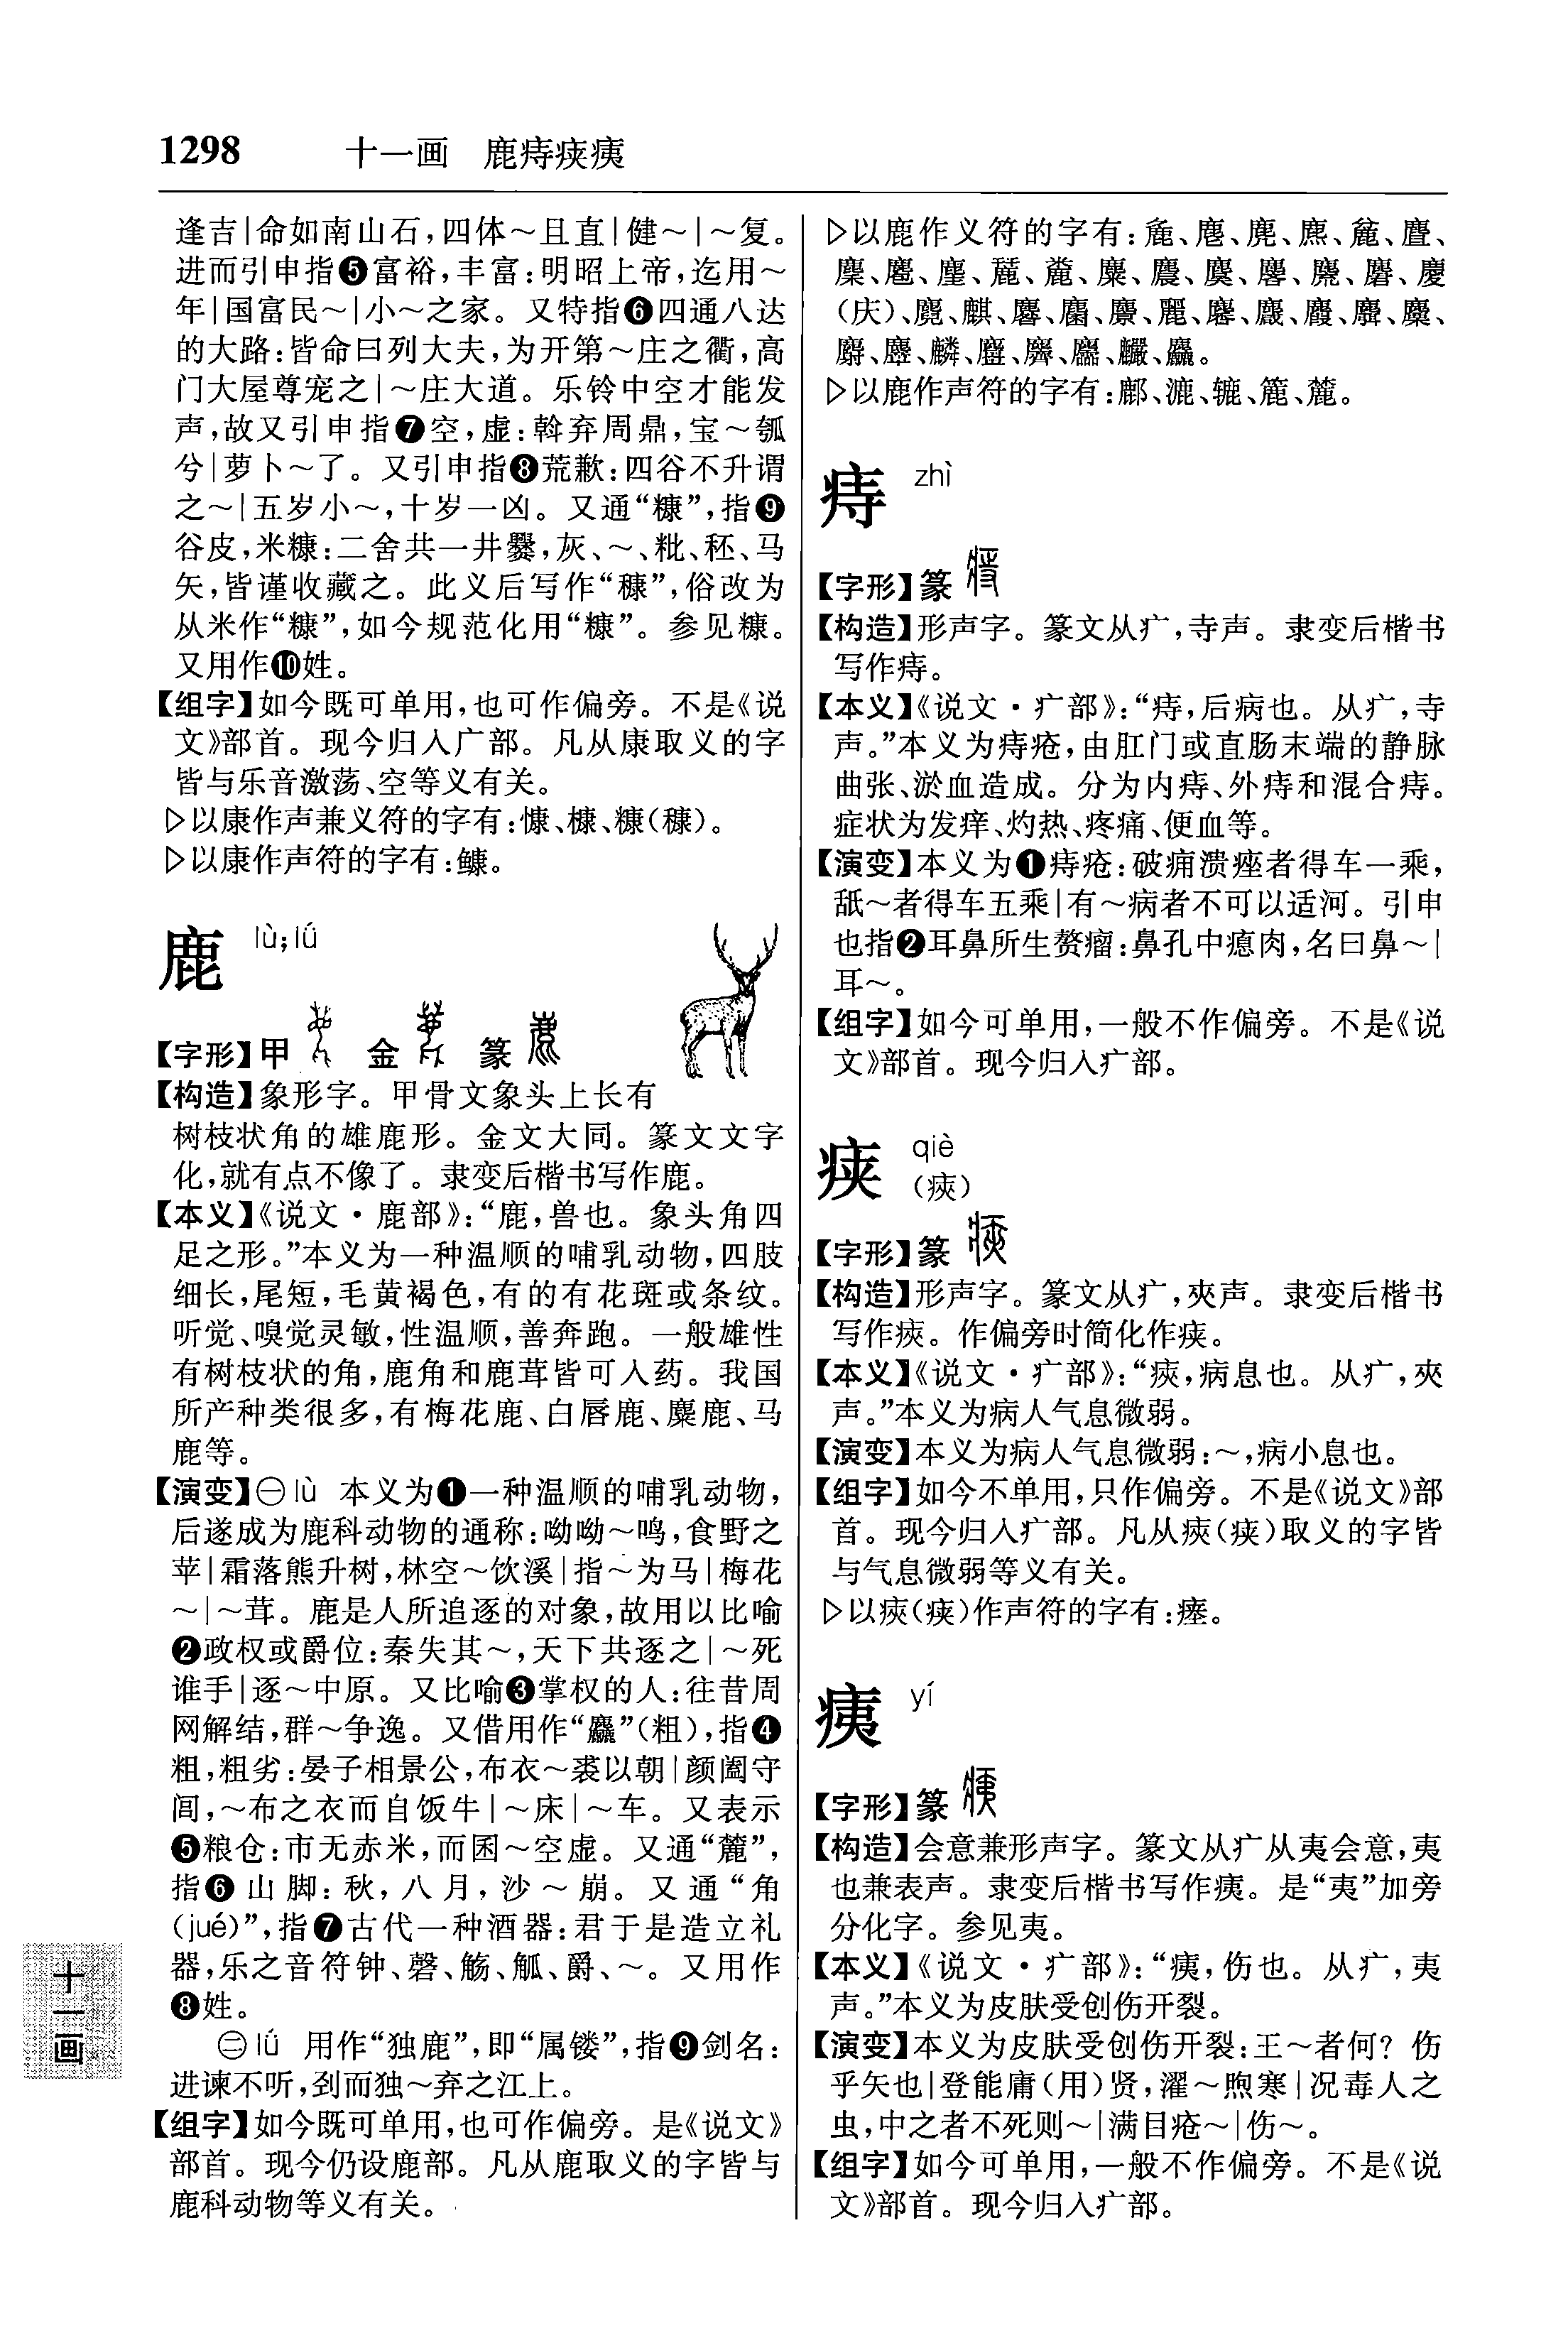 1298 十一画 鹿痔㾜痍
逢吉|命如南山石,四体～且直|健～|～复。
进而引申指❺富裕,丰富:明昭上帝,迄用～
年|国富民～|小～之家。又特指❻四通八达
的大路:皆命曰列大夫,为开第～庄之衢,高
门大屋尊宠之|～庄大道。乐铃中空才能发
声,故又引申指❼空,虚:斡弃周鼎,宝～瓠
兮|萝卜～了。又引申指❽荒歉:四谷不升谓
之～|五岁小～,十岁一凶。又通“糠”,指❾
谷皮,米糠:二舍共一井爨,灰、～、粃、秠、马
矢,皆谨收藏之。此义后写作“穅”,俗改为
从米作“糠”,如今规范化用“糠”。参见糠。
又用作❿姓。
【组字】如今既可单用,也可作偏旁。不是《说
文》部首。现今归入广部。凡从康取义的字
皆与乐音激荡、空等义有关。
▷以康作声兼义符的字有:慷、槺、糠(穅)。
▷以康作声符的字有:鱇。
鹿 lù;lú
【字形】甲 金 篆
【构造】象形字。甲骨文象头上长有
树枝状角的雄鹿形。金文大同。篆文文字
化,就有点不像了。隶变后楷书写作鹿。
【本义】《说文·鹿部》:“鹿,兽也。象头角四
足之形。”本义为一种温顺的哺乳动物,四肢
细长,尾短,毛黄褐色,有的有花斑或条纹。
听觉、嗅觉灵敏,性温顺,善奔跑。一般雄性
有树枝状的角,鹿角和鹿茸皆可入药。我国
所产种类很多,有梅花鹿、白唇鹿、麋鹿、马
鹿等。
【演变】㊀lù 本义为❶一种温顺的哺乳动物,
后遂成为鹿科动物的通称:呦呦～鸣,食野之
苹|霜落熊升树,林空～饮溪|指～为马|梅花
～|～茸。鹿是人所追逐的对象,故用以比喻
❷政权或爵位:秦失其～,天下共逐之|～死
谁手|逐～中原。又比喻❸掌权的人:往昔周
网解结,群～争逸。又借用作“麤”(粗),指❹
粗,粗劣:晏子相景公,布衣～裘以朝|颜阖守
闾,～布之衣而自饭牛|～床|～车。又表示
❺粮仓:市无赤米,而囷～空虚。又通“麓”,
指❻山脚:秋,八月,沙～崩。又通“角
(jué)”,指❼古代一种酒器:君于是造立礼
器,乐之音符钟、磬、觞、觚、爵、～。又用作
❽姓。
㊁lú 用作“独鹿”,即“属镂”,指❾剑名:
进谏不听,刭而独～弃之江上。
【组字】如今既可单用,也可作偏旁。是《说文》
部首。现今仍设鹿部。凡从鹿取义的字皆与
鹿科动物等义有关。
▷以鹿作义符的字有:麁、麀、麂、麃、麄、
麇、麈、麋、麌、麐、麿、麘、慶
(庆)、麑、麒、麏、麝、麗、麛、
麝、麞、麟、麢、麤。
▷以鹿作声符的字有:鄜、漉、辘、簏、麓。
痔 zhì
【字形】篆
【构造】形声字。篆文从疒,寺声。隶变后楷书
写作痔。
【本义】《说文·疒部》:“痔,后病也。从疒,寺
声。”本义为痔疮,由肛门或直肠末端的静脉
曲张、淤血造成。分为内痔、外痔和混合痔。
症状为发痒、灼热、疼痛、便血等。
【演变】本义为❶痔疮:破痈溃痤者得车一乘,
舐～者得车五乘|有～病者不可以适河。引申
也指❷耳鼻所生赘瘤:鼻孔中瘜肉,名曰鼻～|
耳～。
【组字】如今可单用,一般不作偏旁。不是《说
文》部首。现今归入疒部。
qiè
(㾜)
【字形】篆
【构造】形声字。篆文从疒,夾声。隶变后楷书
写作㾜。作偏旁时简化作。
【本义】《说文·疒部》:“㾜,病息也。从疒,夾
声。”本义为病人气息微弱。
【演变】本义为病人气息微弱:～,病小息也。
【组字】如今不单用,只作偏旁。不是《说文》部
首。现今归入疒部。凡从㾜()取义的字皆
与气息微弱等义有关。
▷以㾜()作声符的字有:瘗。
痍 yí
【字形】篆
【构造】会意兼形声字。篆文从疒从夷会意,夷
也兼表声。隶变后楷书写作痍。是“夷”加旁
分化字。参见夷。
【本义】《说文·疒部》:“痍,伤也。从疒,夷
声。”本义为皮肤受创伤开裂。
【演变】本义为皮肤受创伤开裂:王～者何?伤
乎矢也|登能庸(用)贤,濯～煦寒|况毒人之
虫,中之者不死则～|满目疮～|伤～。
【组字】如今可单用,一般不作偏旁。不是《说
文》部首。现今归入疒部。
十一画